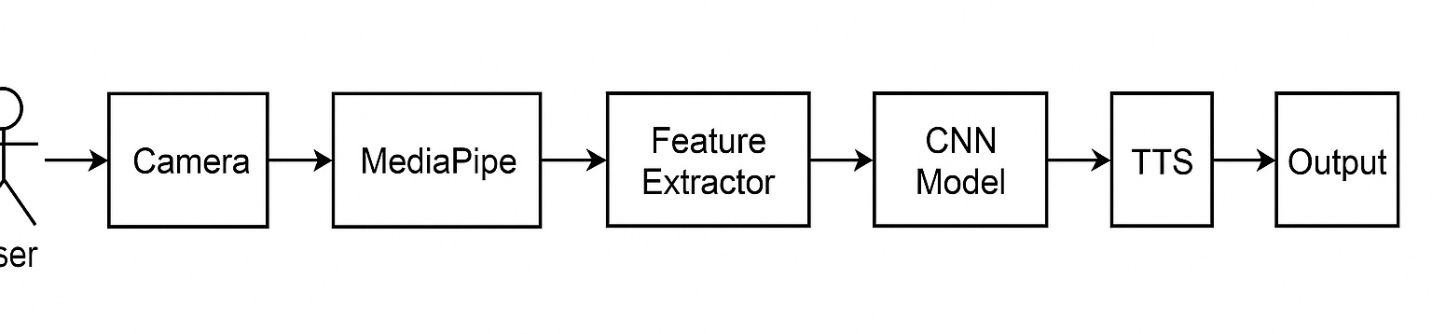 Camera
MediaPipe
Feature
Extractor
CNN
Model
TTS
Output
ser